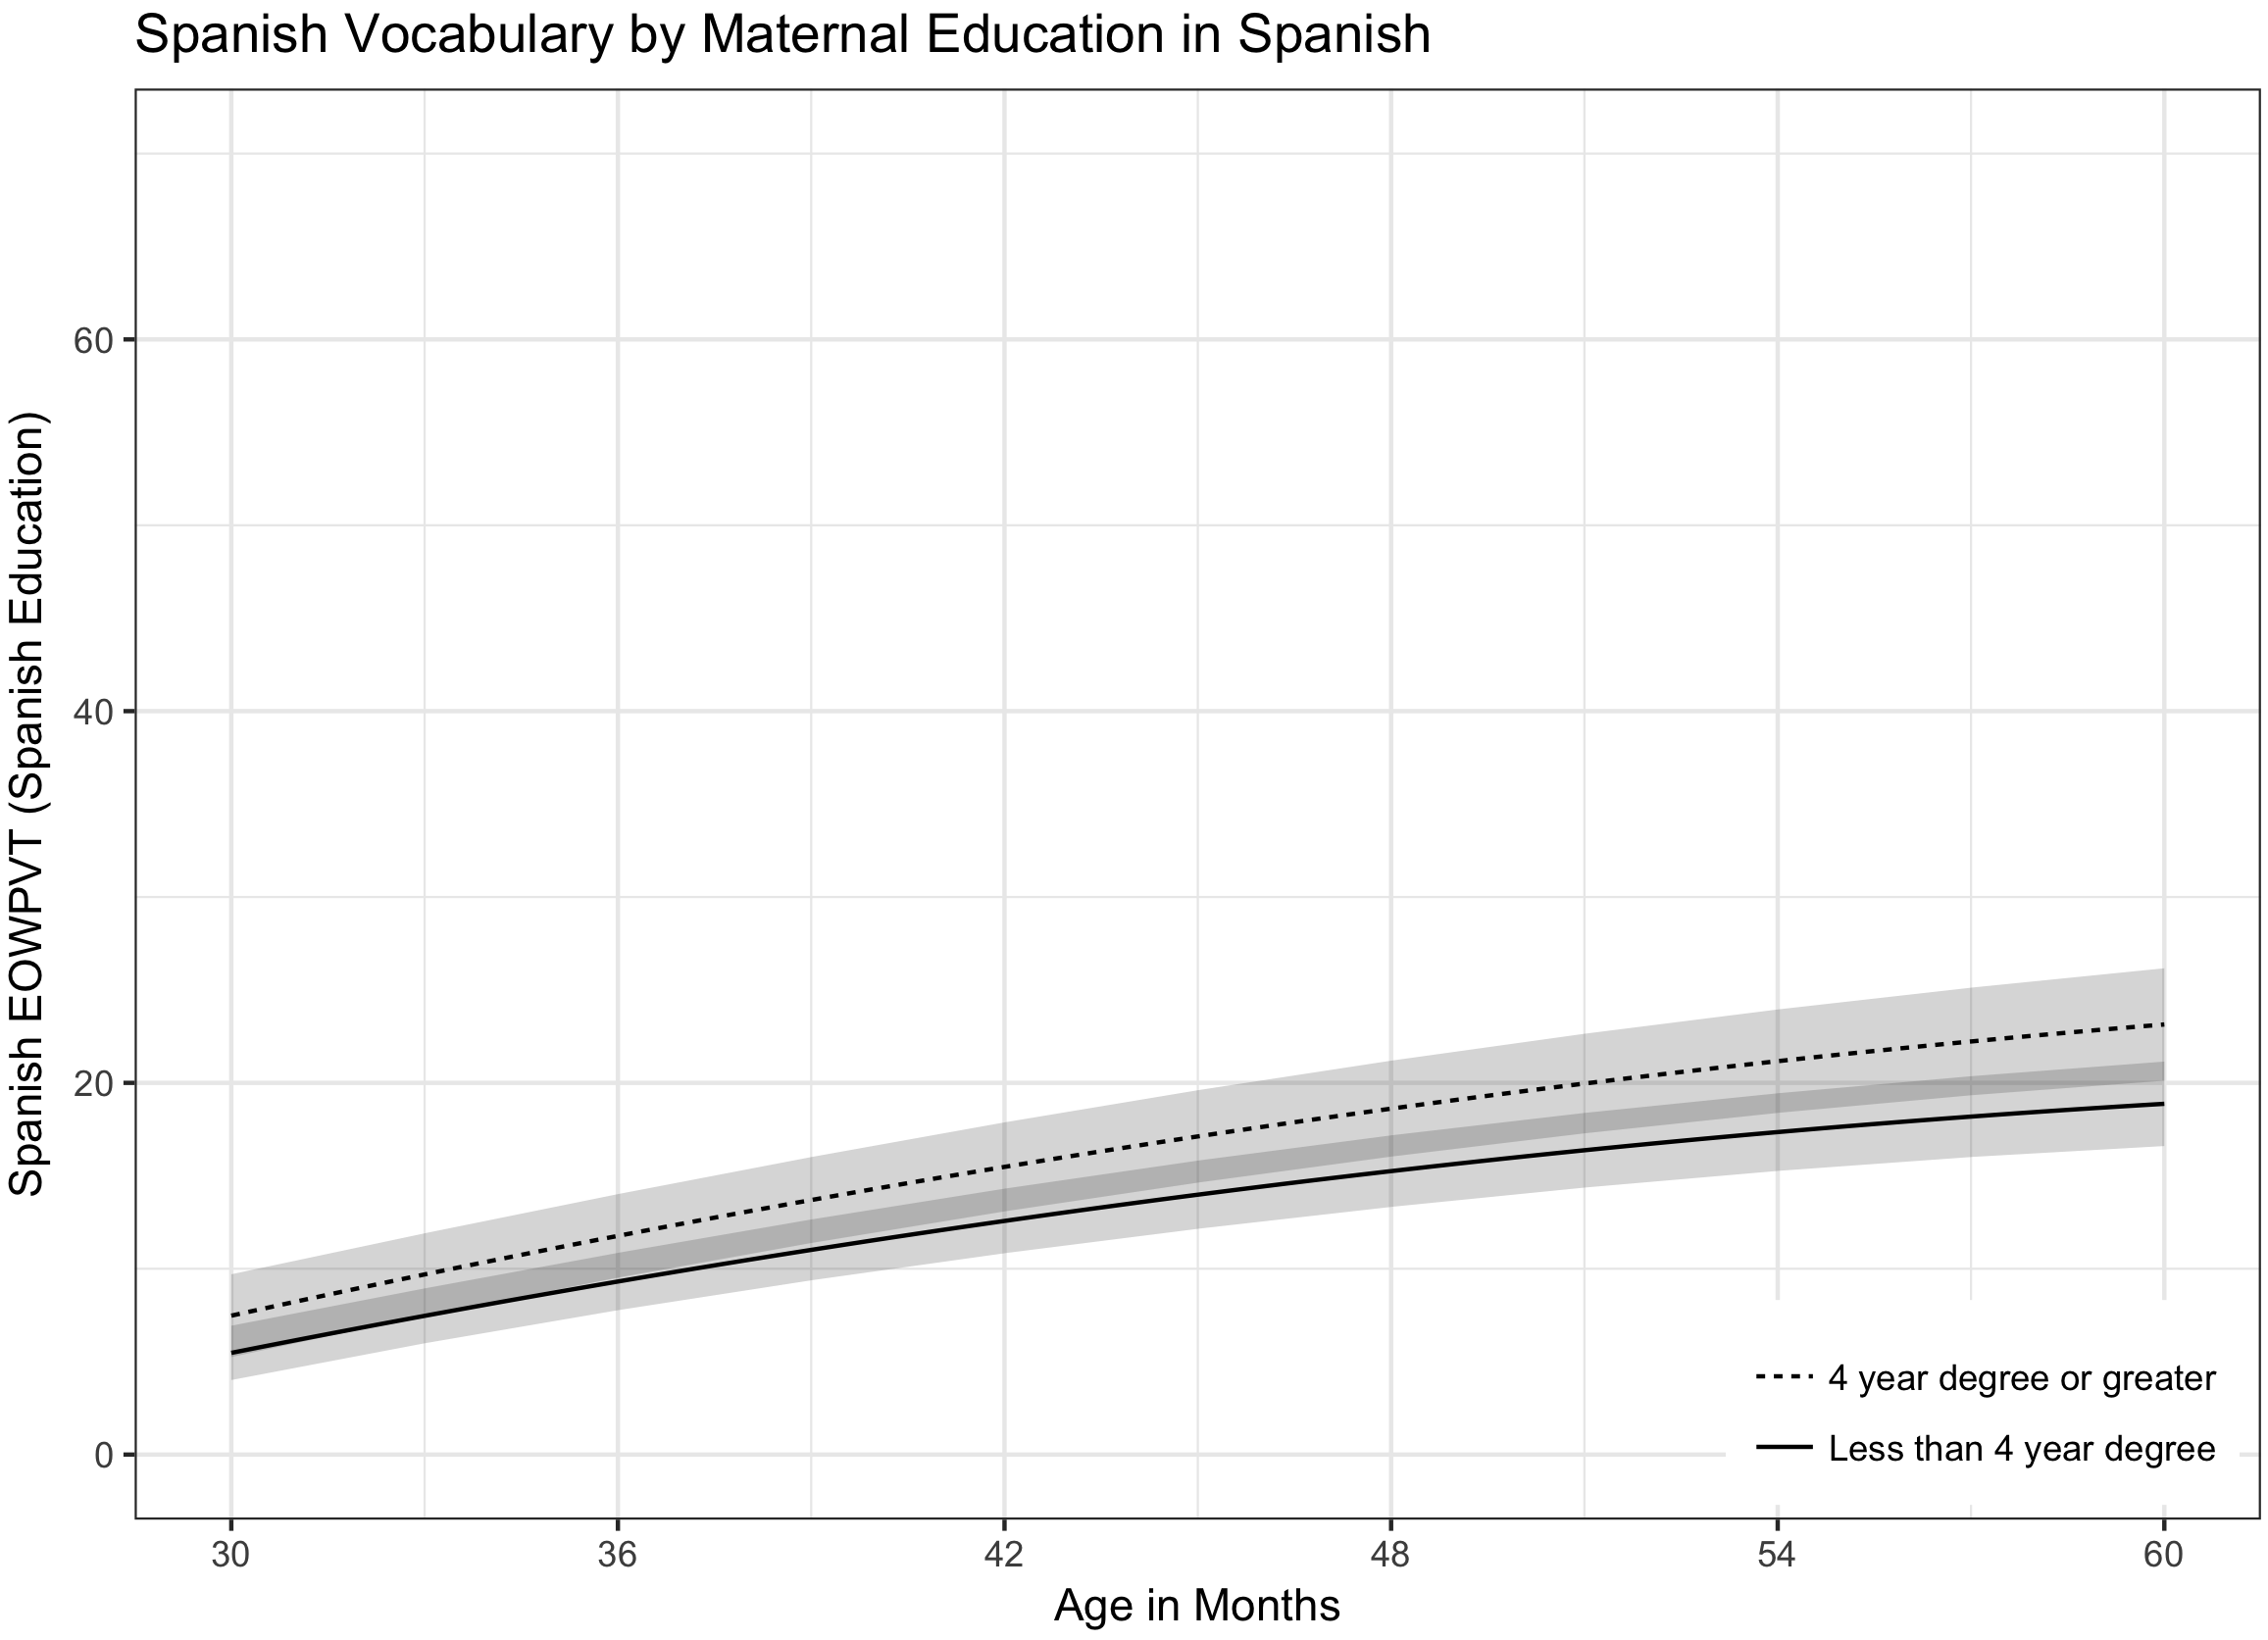 Spanish Vocabulary by Maternal Education in Spanish
Spanish EOWPVT (Spanish Education)
60
40
20
0
4 year degree or greater
Less than 4 year degree
30 36 42 48 54 60
Age in Months